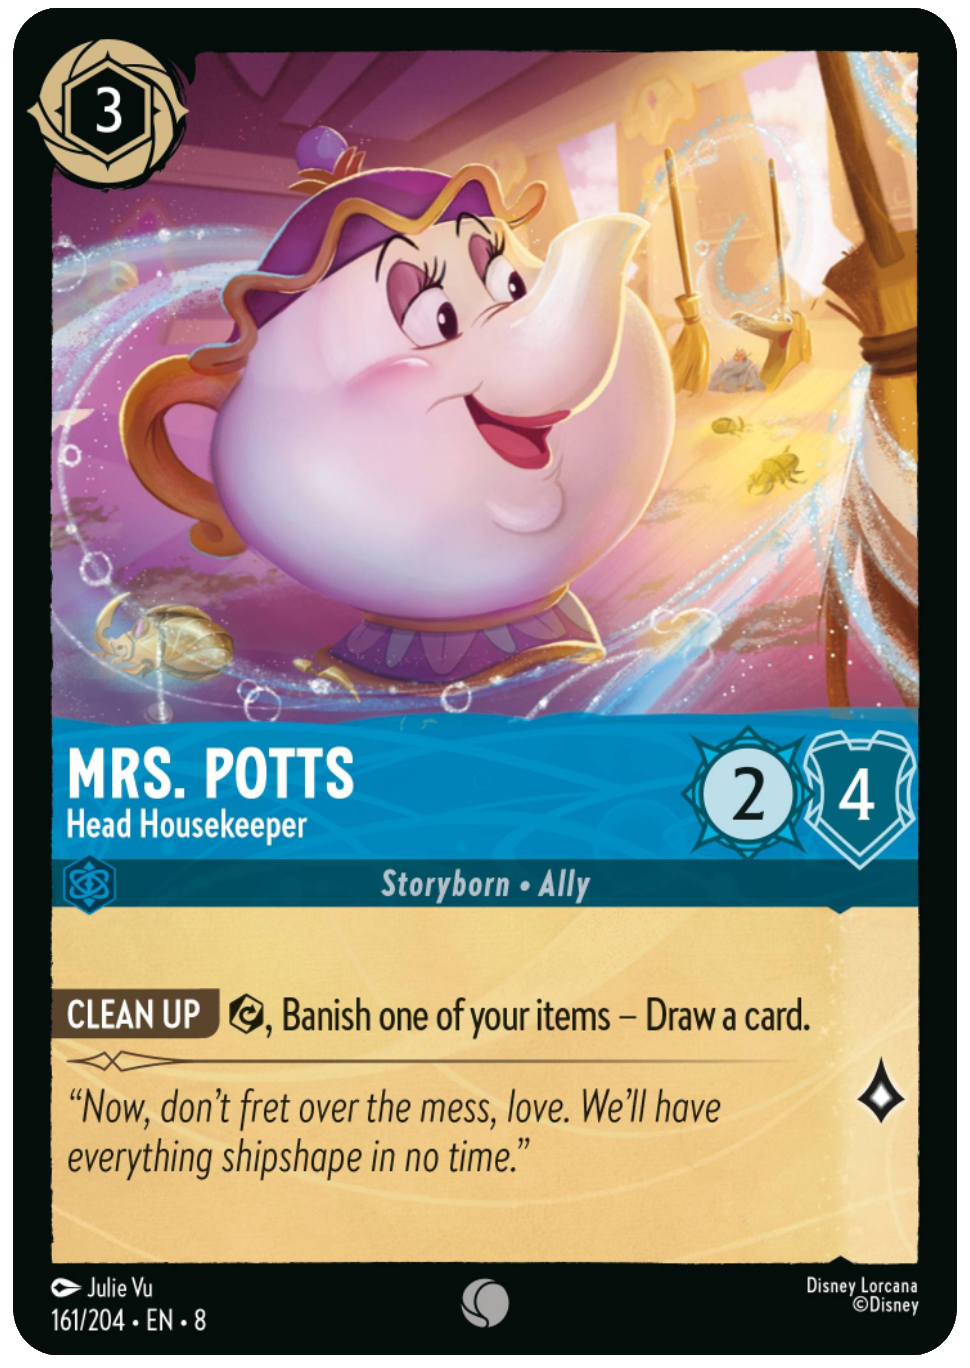 3
MRS. POTTS
Head Housekeeper
2
4
Storyborn • Ally
CLEAN UP , Banish one of your items – Draw a card.
“Now, don’t fret over the mess, love. We’ll have
everything shipshape in no time.”
Julie Vu
161/204 • EN • 8
Disney Lorcana
©Disney